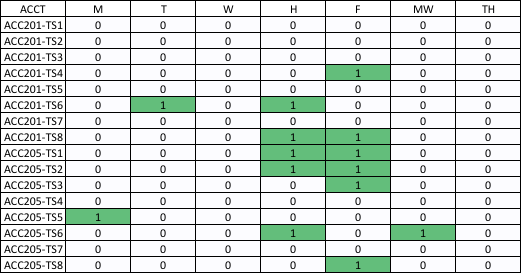 ACCT M T W H F MW TH
ACC201-TS1 0 0 0 0 0 0 0
ACC201-TS2 0 0 0 0 0 0 0
ACC201-TS3 0 0 0 0 0 0 0
ACC201-TS4 0 0 0 0 1 0 0
ACC201-TS5 0 0 0 0 0 0 0
ACC201-TS6 0 1 0 1 0 0 0
ACC201-TS7 0 0 0 0 0 0 0
ACC201-TS8 0 0 0 1 1 0 0
ACC205-TS1 0 0 0 1 1 0 0
ACC205-TS2 0 0 0 1 1 0 0
ACC205-TS3 0 0 0 0 1 0 0
ACC205-TS4 0 0 0 0 0 0 0
ACC205-TS5 1 0 0 0 0 0 0
ACC205-TS6 0 0 0 1 0 1 0
ACC205-TS7 0 0 0 0 0 0 0
ACC205-TS8 0 0 0 0 1 0 0